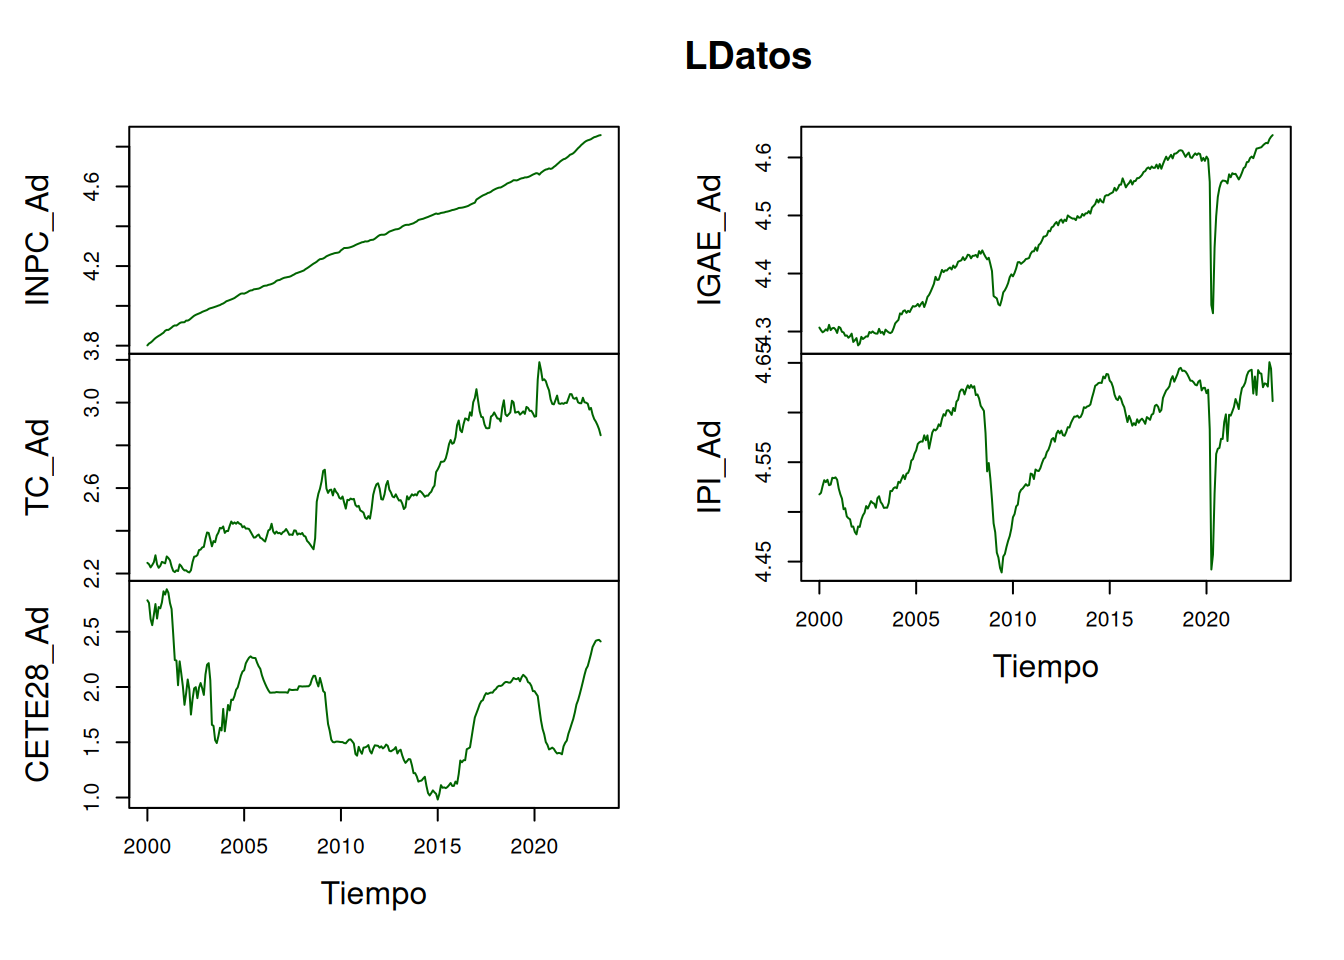 LDatos
INPC_Ad
3.8 4.2 4.6
TC_Ad
2.2 2.6 3.0
CETE28_Ad
1.0 1.5 2.0 2.5
2000 2005 2010 2015 2020
Tiempo
IGAE_Ad
4.3 4.4 4.5 4.6
IPI_Ad
4.45 4.55 4.65
2000 2005 2010 2015 2020
Tiempo